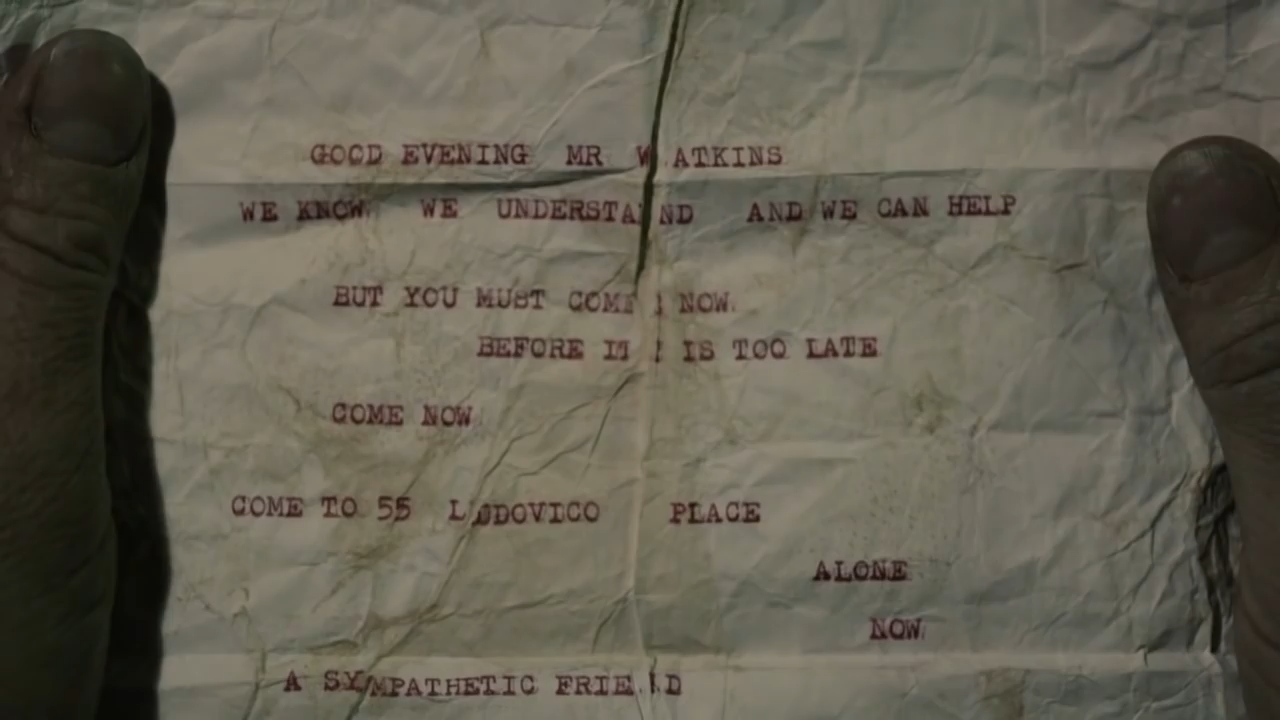 GOOD EVENING MR WATKINS
WE KNOW WE UNDERSTAND AND WE CAN HELP
BUT YOU MUST COME NOW.
BEFORE IT IS TOO LATE
COME NOW
COME TO 55 LUDOVICO PLACE
ALONE
NOW
A SYMPATHETIC FRIEND